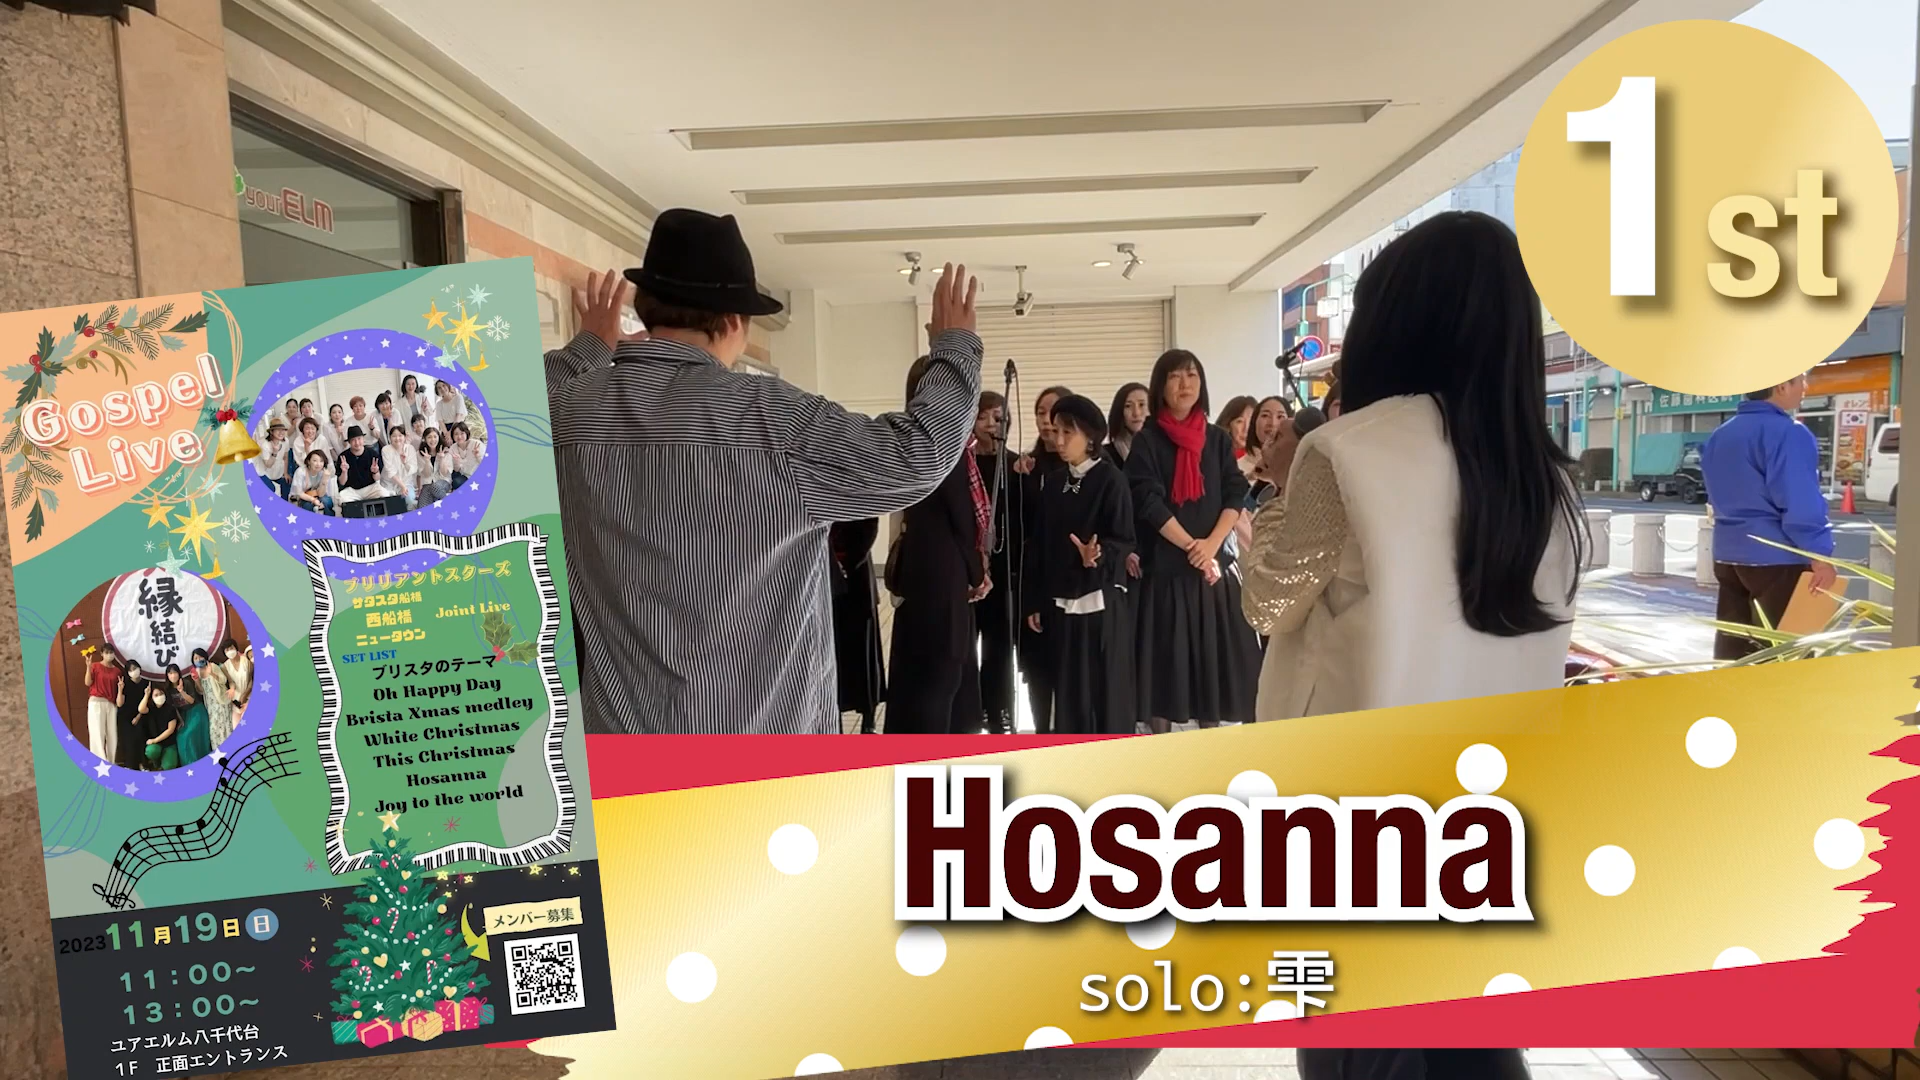 1st
your ELM
Gospel
Live
縁結び
ブリリアントスターズ
サタスタ船橋
西船橋
ニュータウン
Joint Live
SET LIST
ブリスタのテーマ
Oh Happy Day
Brista Xmas medley
White Christmas
This Christmas
Hosanna
Joy to the world
メンバー募集
2023 11月19日 日
11:00~
13:00~
ユアエルム八千代台
1F 正面エントランス
Hosanna
solo:雫